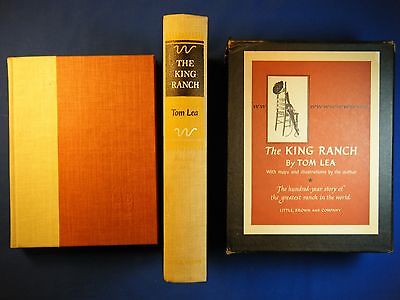 THE
KING
RANCH
Tom Lea
The KING RANCH
By TOM LEA
With maps and illustrations by the author
The hundred-year story of
the greatest ranch in the world
LITTLE, BROWN AND COMPANY